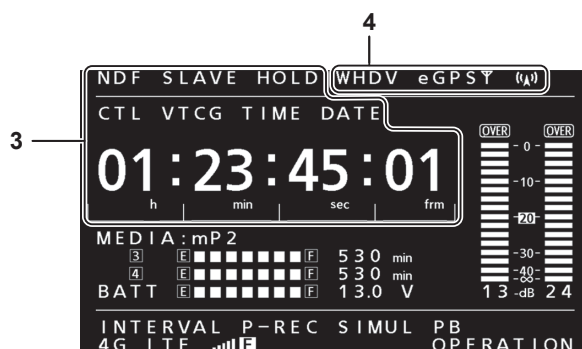 4
3
NDF SLAVE HOLD WHDV eGPS
CTL VTCG TIME DATE
OVER OVER
01:23:45:01
h min sec frm
0
-10-
-20-
-30-
-40-
-∞-
13 -dB 24
MEDIA:mP2
3 E F 530 min
4 E F 530 min
BATT E F 13.0 V
INTERVAL P-REC SIMUL PB
4G LTE E OPERATION